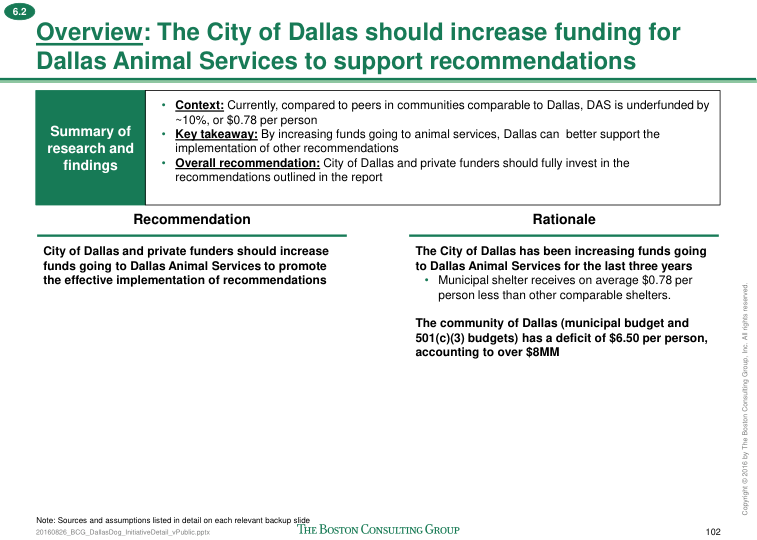 6.2
Overview: The City of Dallas should increase funding for
Dallas Animal Services to support recommendations
Summary of
research and
findings
• Context: Currently, compared to peers in communities comparable to Dallas, DAS is underfunded by
~10%, or $0.78 per person
• Key takeaway: By increasing funds going to animal services, Dallas can  better support the
implementation of other recommendations
• Overall recommendation: City of Dallas and private funders should fully invest in the
recommendations outlined in the report
Recommendation
City of Dallas and private funders should increase
funds going to Dallas Animal Services to promote
the effective implementation of recommendations
Rationale
The City of Dallas has been increasing funds going
to Dallas Animal Services for the last three years
• Municipal shelter receives on average $0.78 per
person less than other comparable shelters.
The community of Dallas (municipal budget and
501(c)(3) budgets) has a deficit of $6.50 per person,
accounting to over $8MM
Copyright © 2016 by The Boston Consulting Group, Inc. All rights reserved.
Note: Sources and assumptions listed in detail on each relevant backup slide
20160826_BCG_DallasDog_InitiativeDetail_vPublic.pptx
THE BOSTON CONSULTING GROUP
102